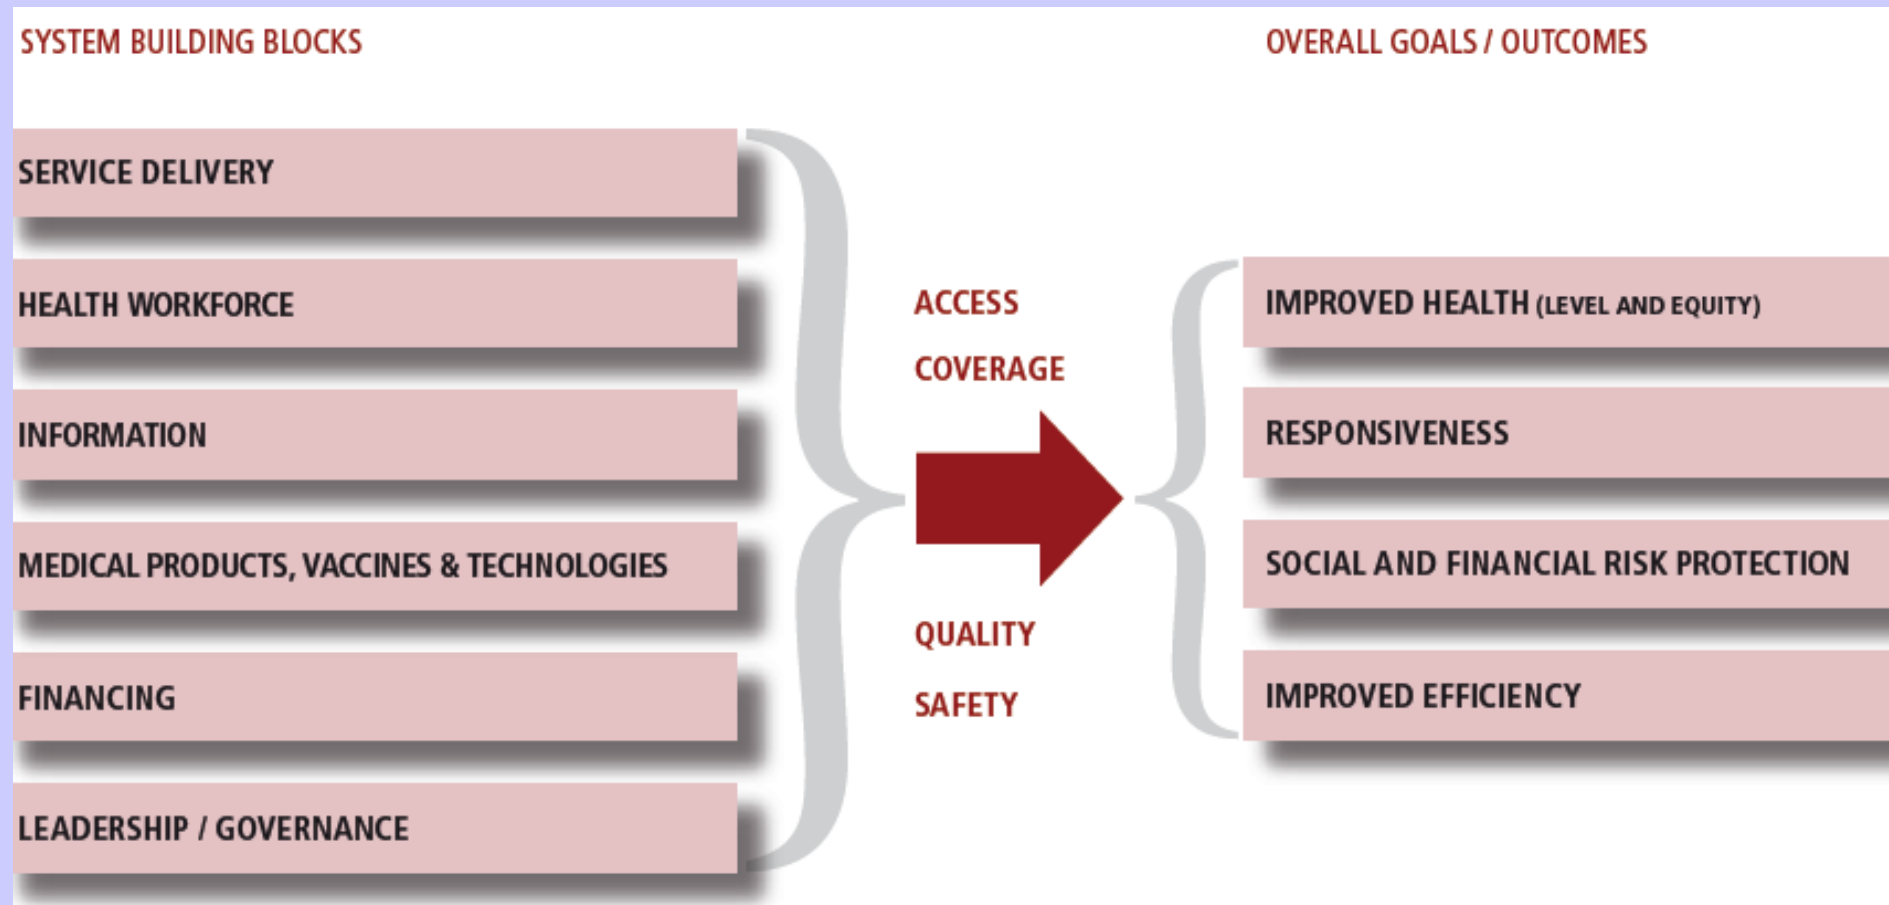 SYSTEM BUILDING BLOCKS
SERVICE DELIVERY
HEALTH WORKFORCE
INFORMATION
MEDICAL PRODUCTS, VACCINES & TECHNOLOGIES
FINANCING
LEADERSHIP / GOVERNANCE
ACCESS
COVERAGE
QUALITY
SAFETY
OVERALL GOALS / OUTCOMES
IMPROVED HEALTH (LEVEL AND EQUITY)
RESPONSIVENESS
SOCIAL AND FINANCIAL RISK PROTECTION
IMPROVED EFFICIENCY